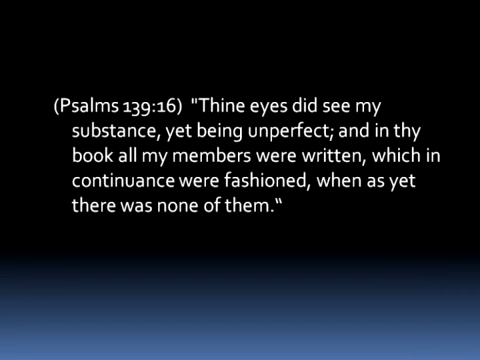 (Psalms 139:16)  "Thine eyes did see my
substance, yet being unperfect; and in thy
book all my members were written, which in
continuance were fashioned, when as yet
there was none of them.“